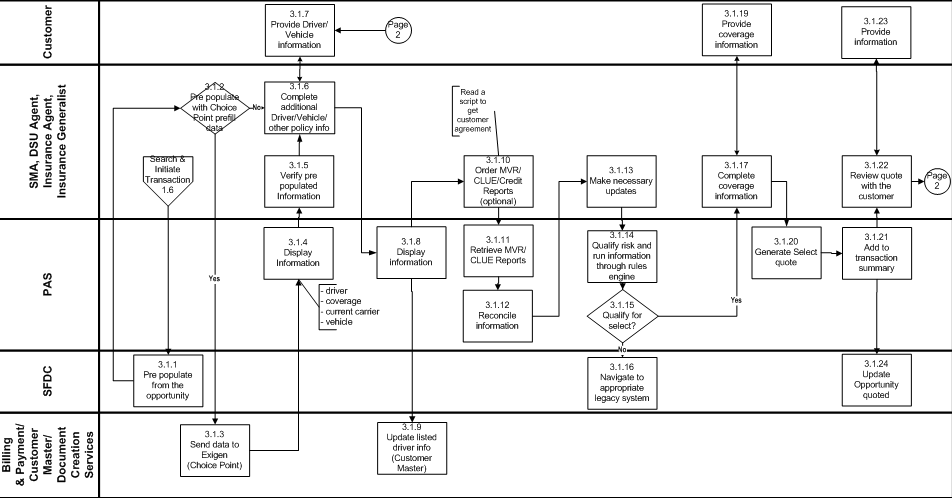 Customer
3.1.7
Provide Driver/
Vehicle
information
Page
2
3.1.19
Provide
coverage
information
3.1.23
Provide
information
SMA, DSU Agent,
Insurance Agent,
Insurance Generalist
3.1.2
Pre populate
with Choice
Point prefill
data
No
3.1.6
Complete
additional
Driver/Vehicle/
other policy info
Read a
script to
get
customer
agreement
Search &
Initiate
Transaction
1.6
3.1.5
Verify pre
populated
Information
3.1.10
Order MVR/
CLUE/Credit
Reports
(optional)
3.1.13
Make necessary
updates
3.1.17
Complete
coverage
information
3.1.22
Review quote
with the
customer
Page
2
PAS
Yes
3.1.4
Display
Information
- driver
- coverage
- current carrier
- vehicle
3.1.8
Display
information
3.1.11
Retrieve MVR/
CLUE Reports
3.1.12
Reconcile
information
3.1.14
Qualify risk and
run information
through rules
engine
3.1.15
Qualify for
select?
Yes
No
3.1.20
Generate Select
quote
3.1.21
Add to
transaction
summary
SFDC
3.1.1
Pre populate
from the
opportunity
3.1.16
Navigate to
appropriate
legacy system
3.1.24
Update
Opportunity
quoted
Billing
& Payment/
Customer
Master/
Document
Creation
Services
3.1.3
Send data to
Exigen
(Choice Point)
3.1.9
Update listed
driver info
(Customer
Master)